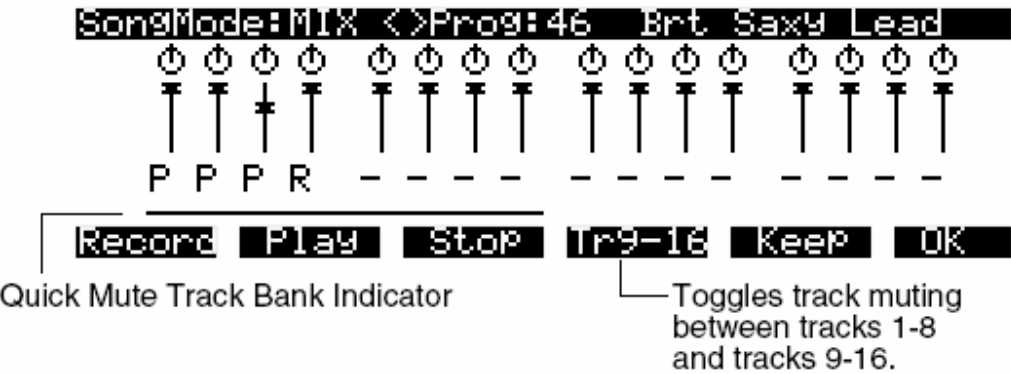 SongMode:MIX <>Prog:46 Brt Saxy Lead
P P P R - - - - - - - - - - - -
Record Play Stop Tr9-16 Keep OK
Quick Mute Track Bank Indicator
Toggles track muting
between tracks 1-8
and tracks 9-16.